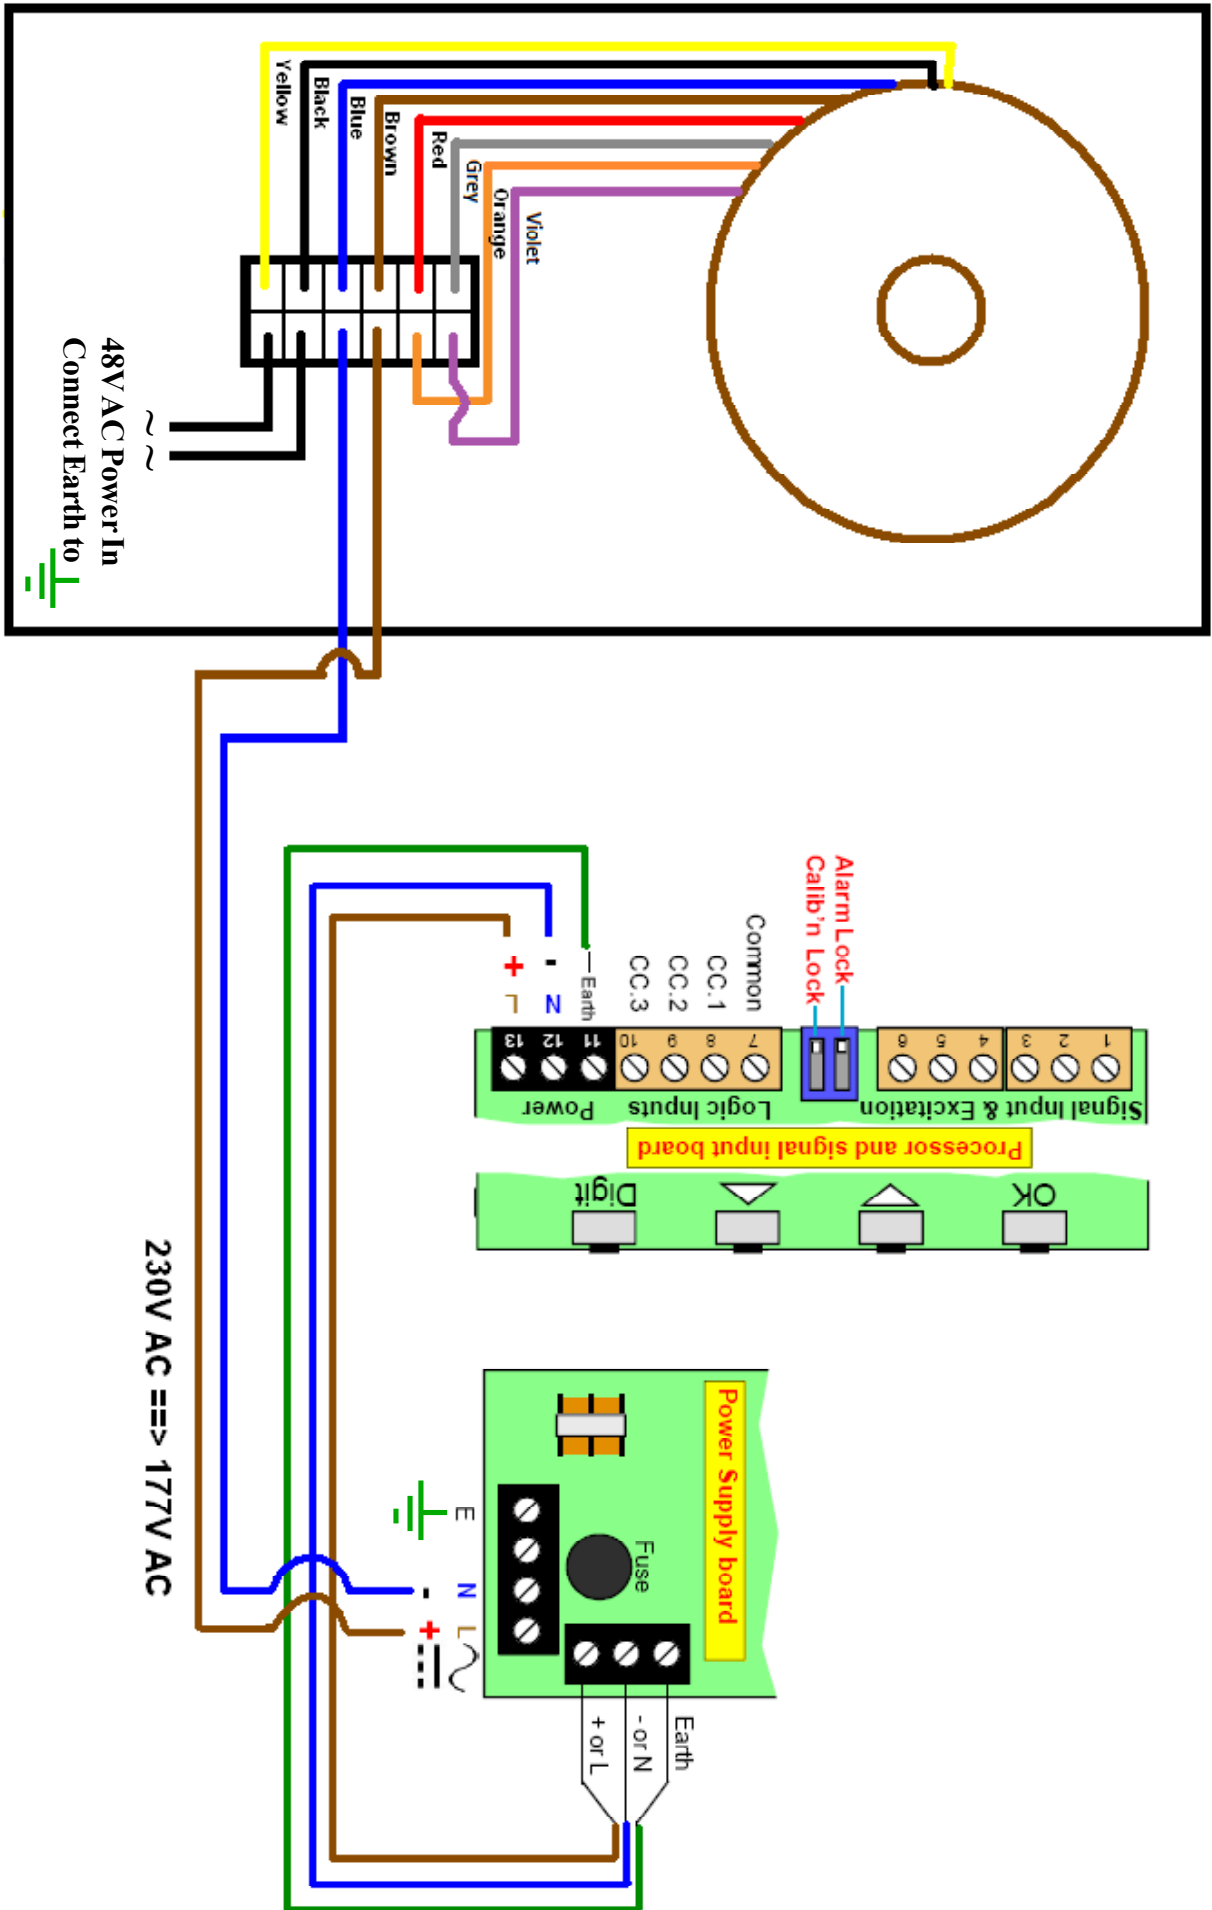 Yellow
Black
Blue
Brown
Red
Grey
Orange
Violet
48V AC Power In
Connect Earth to
~
~
Alarm Lock
Calib'n Lock
Common
CC.1
CC.2
CC.3
Earth
- N
+ L
13 12 11 10 9 8 7 6 5 4 3 2 1
Power
Logic Inputs
Signal Input & Excitation
Processor and signal input board
Digit
OK
230V AC ==> 177V AC
Power Supply board
Fuse
E
N -
L +
Earth
- or N
+ or L